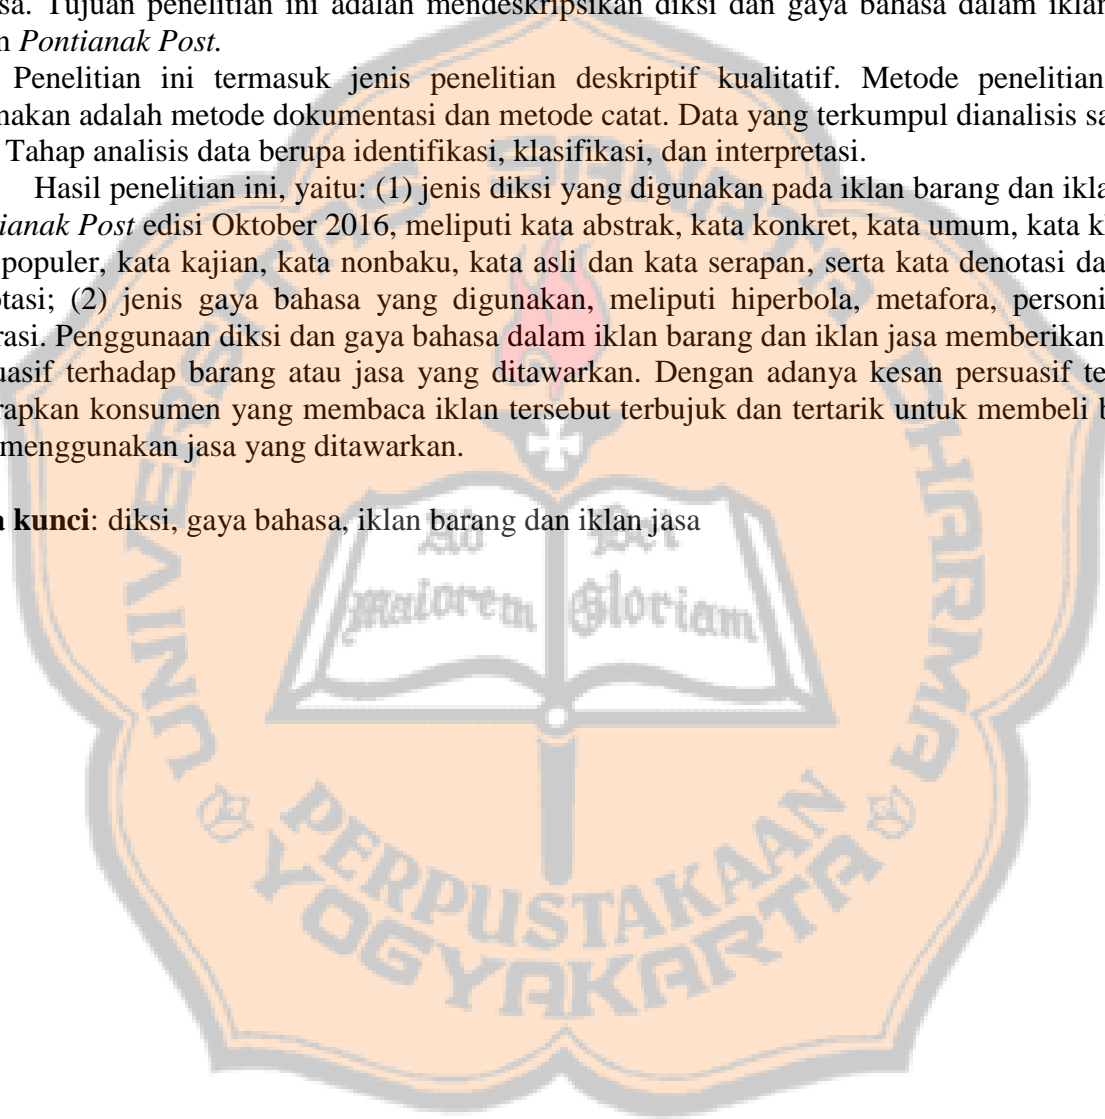 sa. Tujuan penelitian ini adalah mendeskripsikan diksi dan gaya bahasa dalam iklan
n Pontianak Post.
Penelitian ini termasuk jenis penelitian deskriptif kualitatif. Metode penelitian
nakan adalah metode dokumentasi dan metode catat. Data yang terkumpul dianalisis sa
Tahap analisis data berupa identifikasi, klasifikasi, dan interpretasi.
Hasil penelitian ini, yaitu: (1) jenis diksi yang digunakan pada iklan barang dan ikla
ianak Post edisi Oktober 2016, meliputi kata abstrak, kata konkret, kata umum, kata k
populer, kata kajian, kata nonbaku, kata asli dan kata serapan, serta kata denotasi da
otasi; (2) jenis gaya bahasa yang digunakan, meliputi hiperbola, metafora, personi
rasi. Penggunaan diksi dan gaya bahasa dalam iklan barang dan iklan jasa memberikan
uasif terhadap barang atau jasa yang ditawarkan. Dengan adanya kesan persuasif te
rapkan konsumen yang membaca iklan tersebut terbujuk dan tertarik untuk membeli b
menggunakan jasa yang ditawarkan.
a kunci: diksi, gaya bahasa, iklan barang dan iklan jasa
UNIVERSITAS SANATA DHARMA
Ad Dei
Maiorem Gloriam
PERPUSTAKAAN
YOGYAKARTA